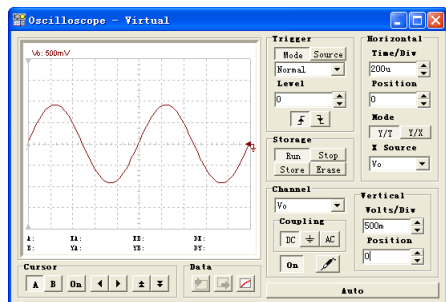 Oscilloscope - Virtual
Vo: 500mV
A: XA: XB: DX:
B: YA: YB: DY:
Cursor
A B On
Data
Trigger
Mode Source
Normal
Level
0
Storage
Run Stop
Store Erase
Channel
Vo
Coupling
DC AC
On
Horizontal
Time/Div
200u
Position
0
Mode
Y/T Y/X
X Source
Vo
Vertical
Volts/Div
500m
Position
0
Auto